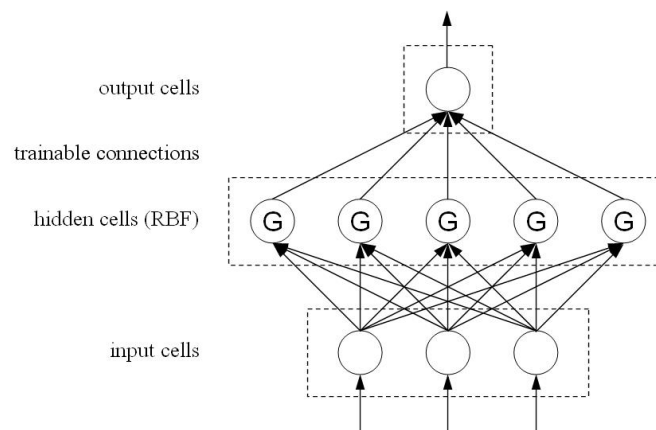 output cells
trainable connections
hidden cells (RBF)
G G G G G
input cells